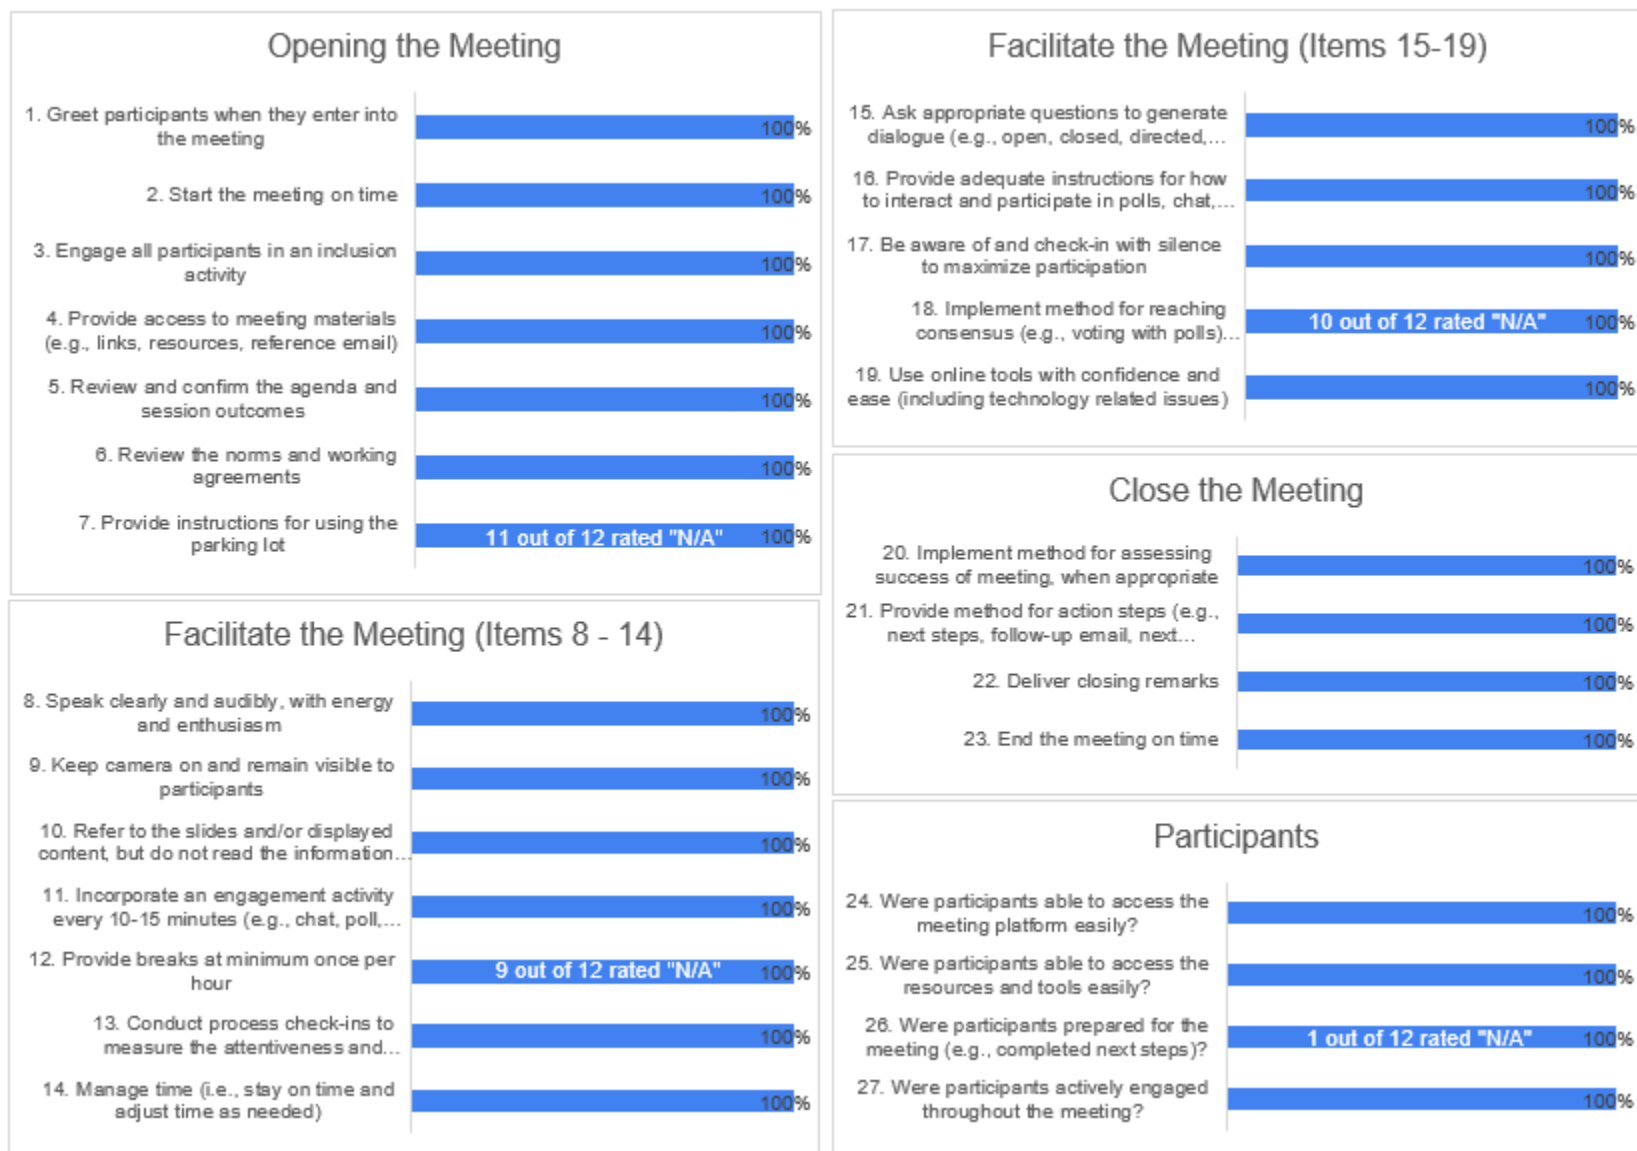 Opening the Meeting
1. Greet participants when they enter into
the meeting
100%
2. Start the meeting on time
100%
3. Engage all participants in an inclusion
activity
100%
4. Provide access to meeting materials
(e.g., links, resources, reference email)
100%
5. Review and confirm the agenda and
session outcomes
100%
6. Review the norms and working
agreements
100%
7. Provide instructions for using the
parking lot
11 out of 12 rated "N/A"
100%
Facilitate the Meeting (Items 8 - 14)
8. Speak clearly and audibly, with energy
and enthusiasm
100%
9. Keep camera on and remain visible to
participants
100%
10. Refer to the slides and/or displayed
content, but do not read the information...
100%
11. Incorporate an engagement activity
every 10-15 minutes (e.g., chat, poll,...
100%
12. Provide breaks at minimum once per
hour
9 out of 12 rated "N/A"
100%
13. Conduct process check-ins to
measure the attentiveness and...
100%
14. Manage time (i.e., stay on time and
adjust time as needed)
100%
Facilitate the Meeting (Items 15-19)
15. Ask appropriate questions to generate
dialogue (e.g., open, closed, directed,...
100%
16. Provide adequate instructions for how
to interact and participate in polls, chat,...
100%
17. Be aware of and check-in with silence
to maximize participation
100%
18. Implement method for reaching
consensus (e.g., voting with polls)...
10 out of 12 rated "N/A"
100%
19. Use online tools with confidence and
ease (including technology related issues)
100%
Close the Meeting
20. Implement method for assessing
success of meeting, when appropriate
100%
21. Provide method for action steps (e.g.,
next steps, follow-up email, next...
100%
22. Deliver closing remarks
100%
23. End the meeting on time
100%
Participants
24. Were participants able to access the
meeting platform easily?
100%
25. Were participants able to access the
resources and tools easily?
100%
26. Were participants prepared for the
meeting (e.g., completed next steps)?
1 out of 12 rated "N/A"
100%
27. Were participants actively engaged
throughout the meeting?
100%